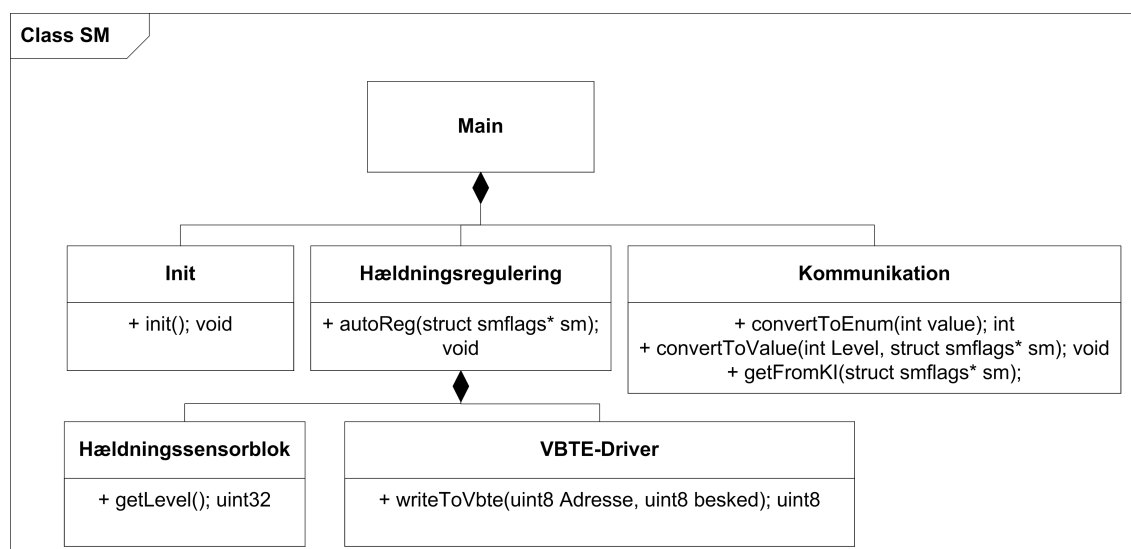 Class SM
Main
Init
+ init(); void
Hældningsregulering
+ autoReg(struct smflags* sm);
void
Kommunikation
+ convertToEnum(int value); int
+ convertToValue(int Level, struct smflags* sm); void
+ getFromKI(struct smflags* sm);
Hældningssensorblok
+ getLevel(); uint32
VBTE-Driver
+ writeToVbte(uint8 Adresse, uint8 besked); uint8